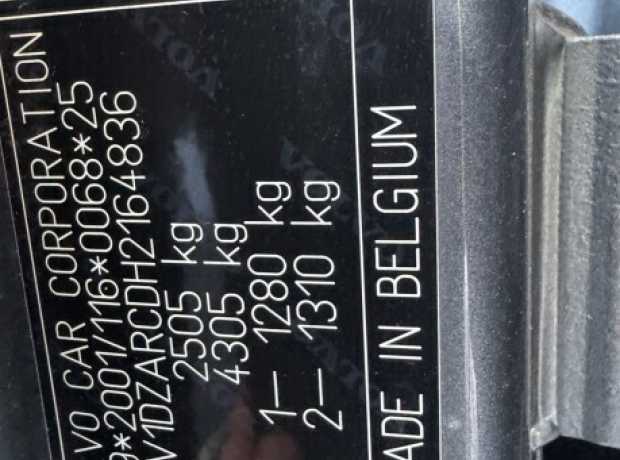 VO CAR CORPORATION
9*2001/116*0068*25
V1DZARCDH2164836
2505 kg
4305 kg
1— 1280 kg
2— 1310 kg
ADE IN BELGIUM